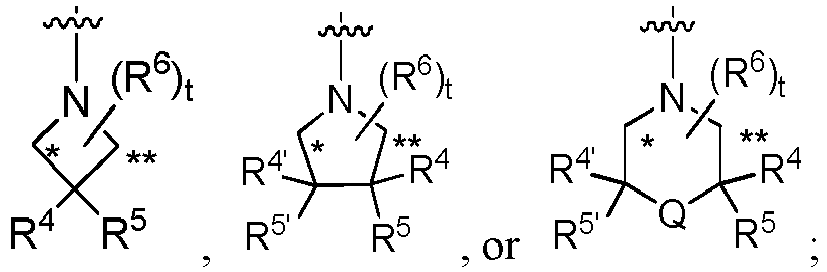 N (R⁶)t * ** R⁴ R⁵ ,
N (R⁶)t * ** R⁴' R⁴ R⁵' R⁵ , or
N (R⁶)t * ** R⁴' R⁴ R⁵' Q R⁵ ;